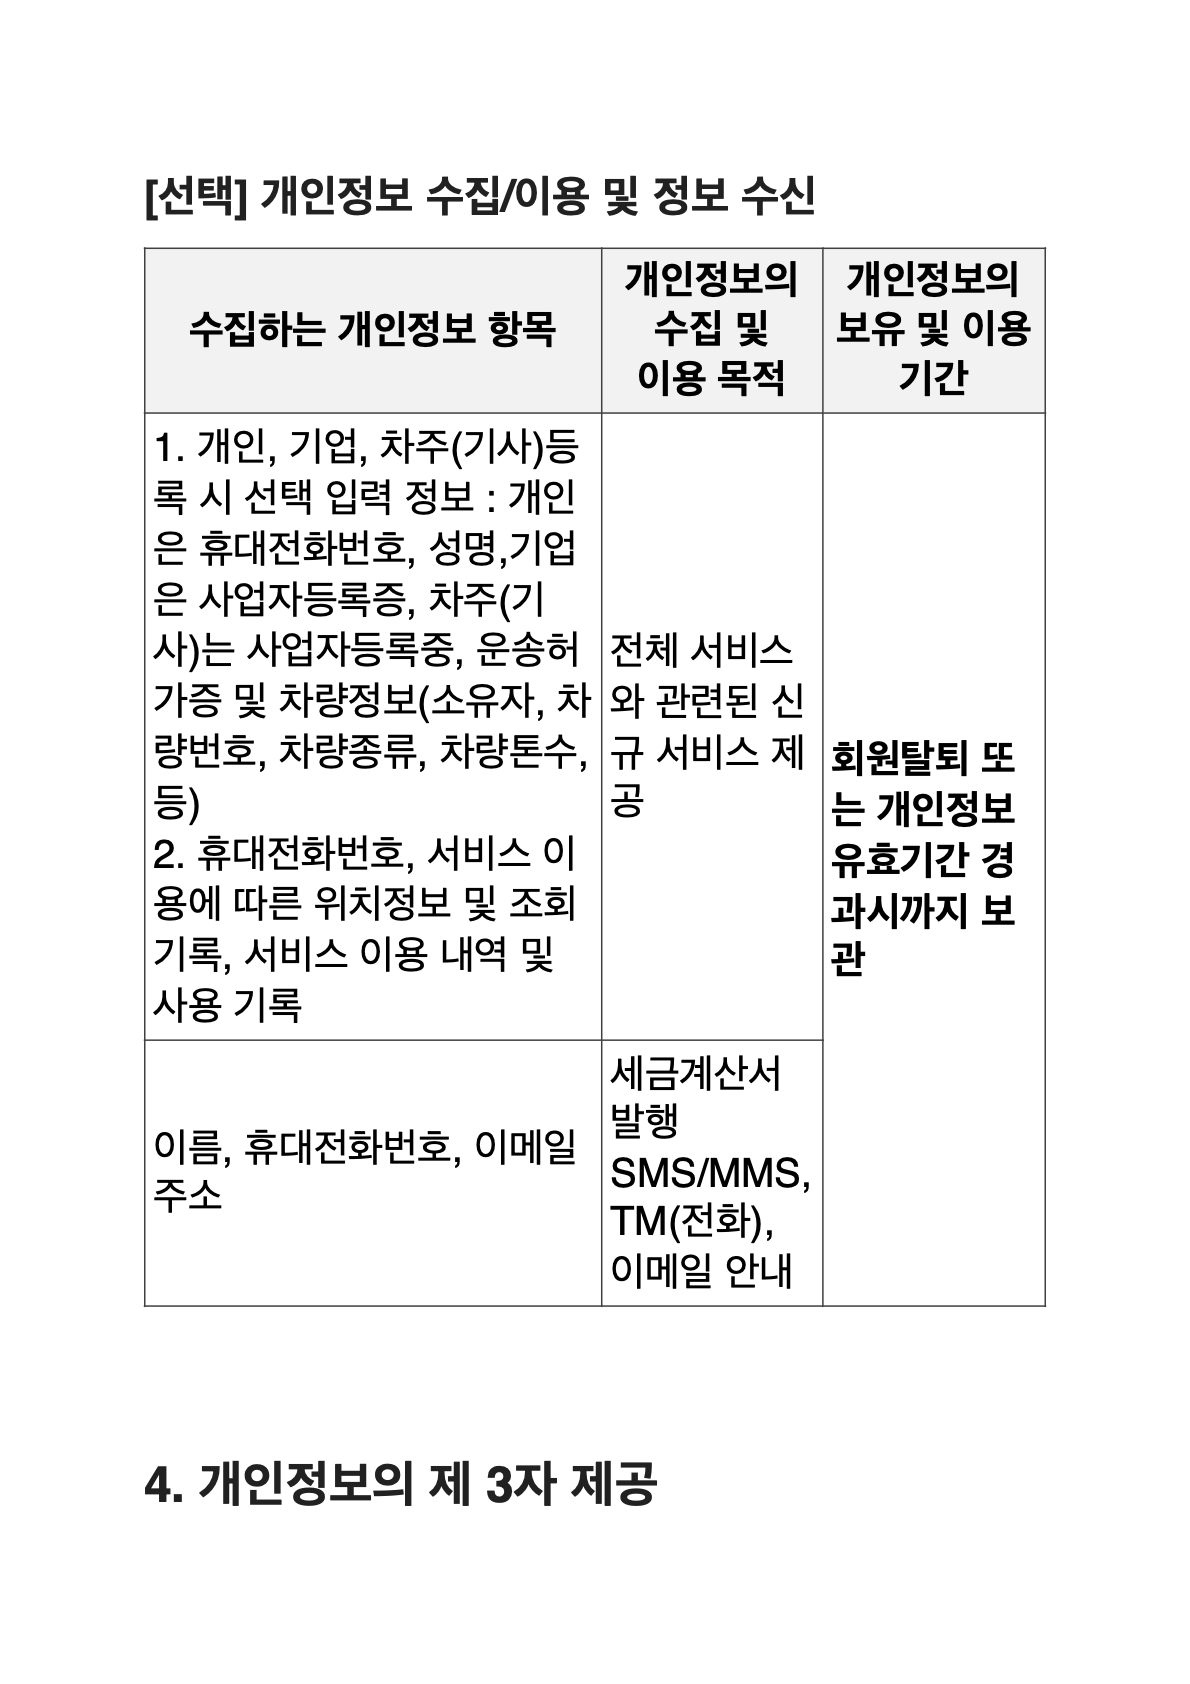 [선택] 개인정보 수집/이용 및 정보 수신
수집하는 개인정보 항목
개인정보의
수집 및
이용 목적
개인정보의
보유 및 이용
기간
1. 개인, 기업, 차주(기사)등
록 시 선택 입력 정보 : 개인
은 휴대전화번호, 성명,기업
은 사업자등록증, 차주(기
사)는 사업자등록중, 운송허
가증 및 차량정보(소유자, 차
량번호, 차량종류, 차량톤수,
등)
2. 휴대전화번호, 서비스 이
용에 따른 위치정보 및 조회
기록, 서비스 이용 내역 및
사용 기록
전체 서비스
와 관련된 신
규 서비스 제
공
회원탈퇴 또
는 개인정보
유효기간 경
과시까지 보
관
이름, 휴대전화번호, 이메일
주소
세금계산서
발행
SMS/MMS,
TM(전화),
이메일 안내
4. 개인정보의 제 3자 제공